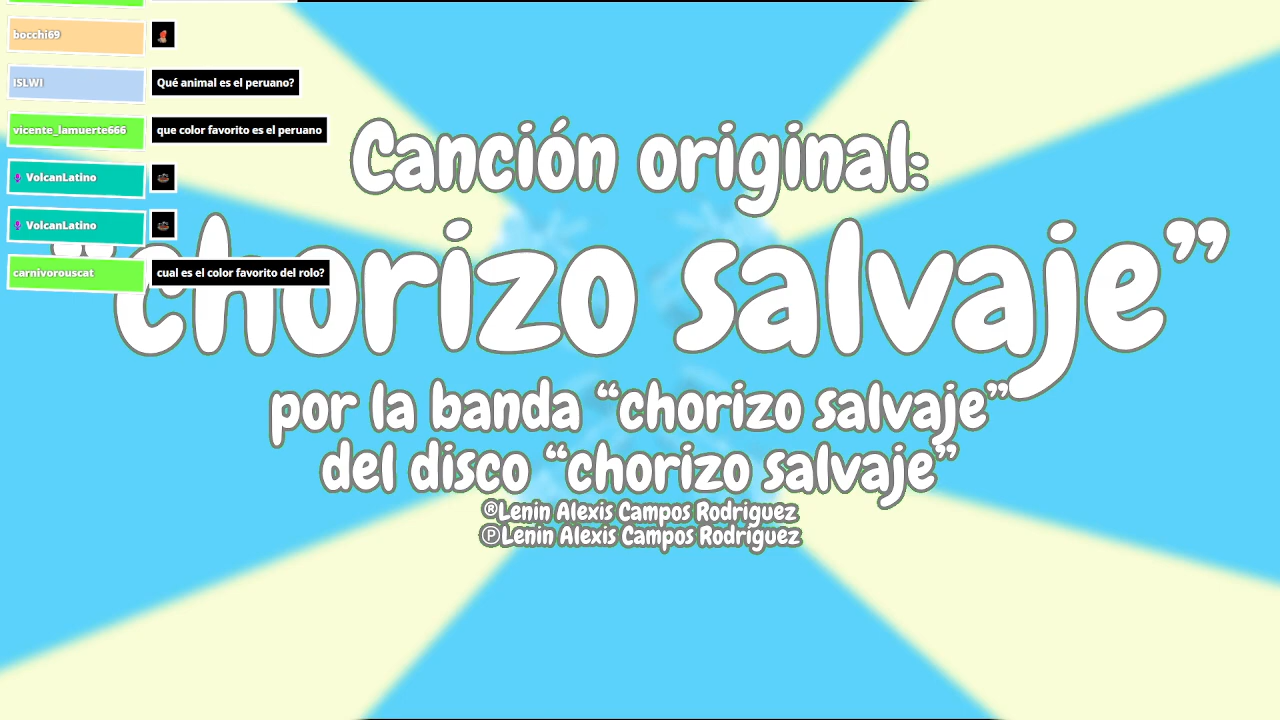 bocchi69
ISLWI Qué animal es el peruano?
vicente_lamuerte666 que color favorito es el peruano
VolcanLatino
VolcanLatino
carnivorouscat cual es el color favorito del rolo?
Canción original:
“chorizo salvaje”
por la banda “chorizo salvaje”
del disco “chorizo salvaje”
®Lenin Alexis Campos Rodriguez
℗Lenin Alexis Campos Rodriguez